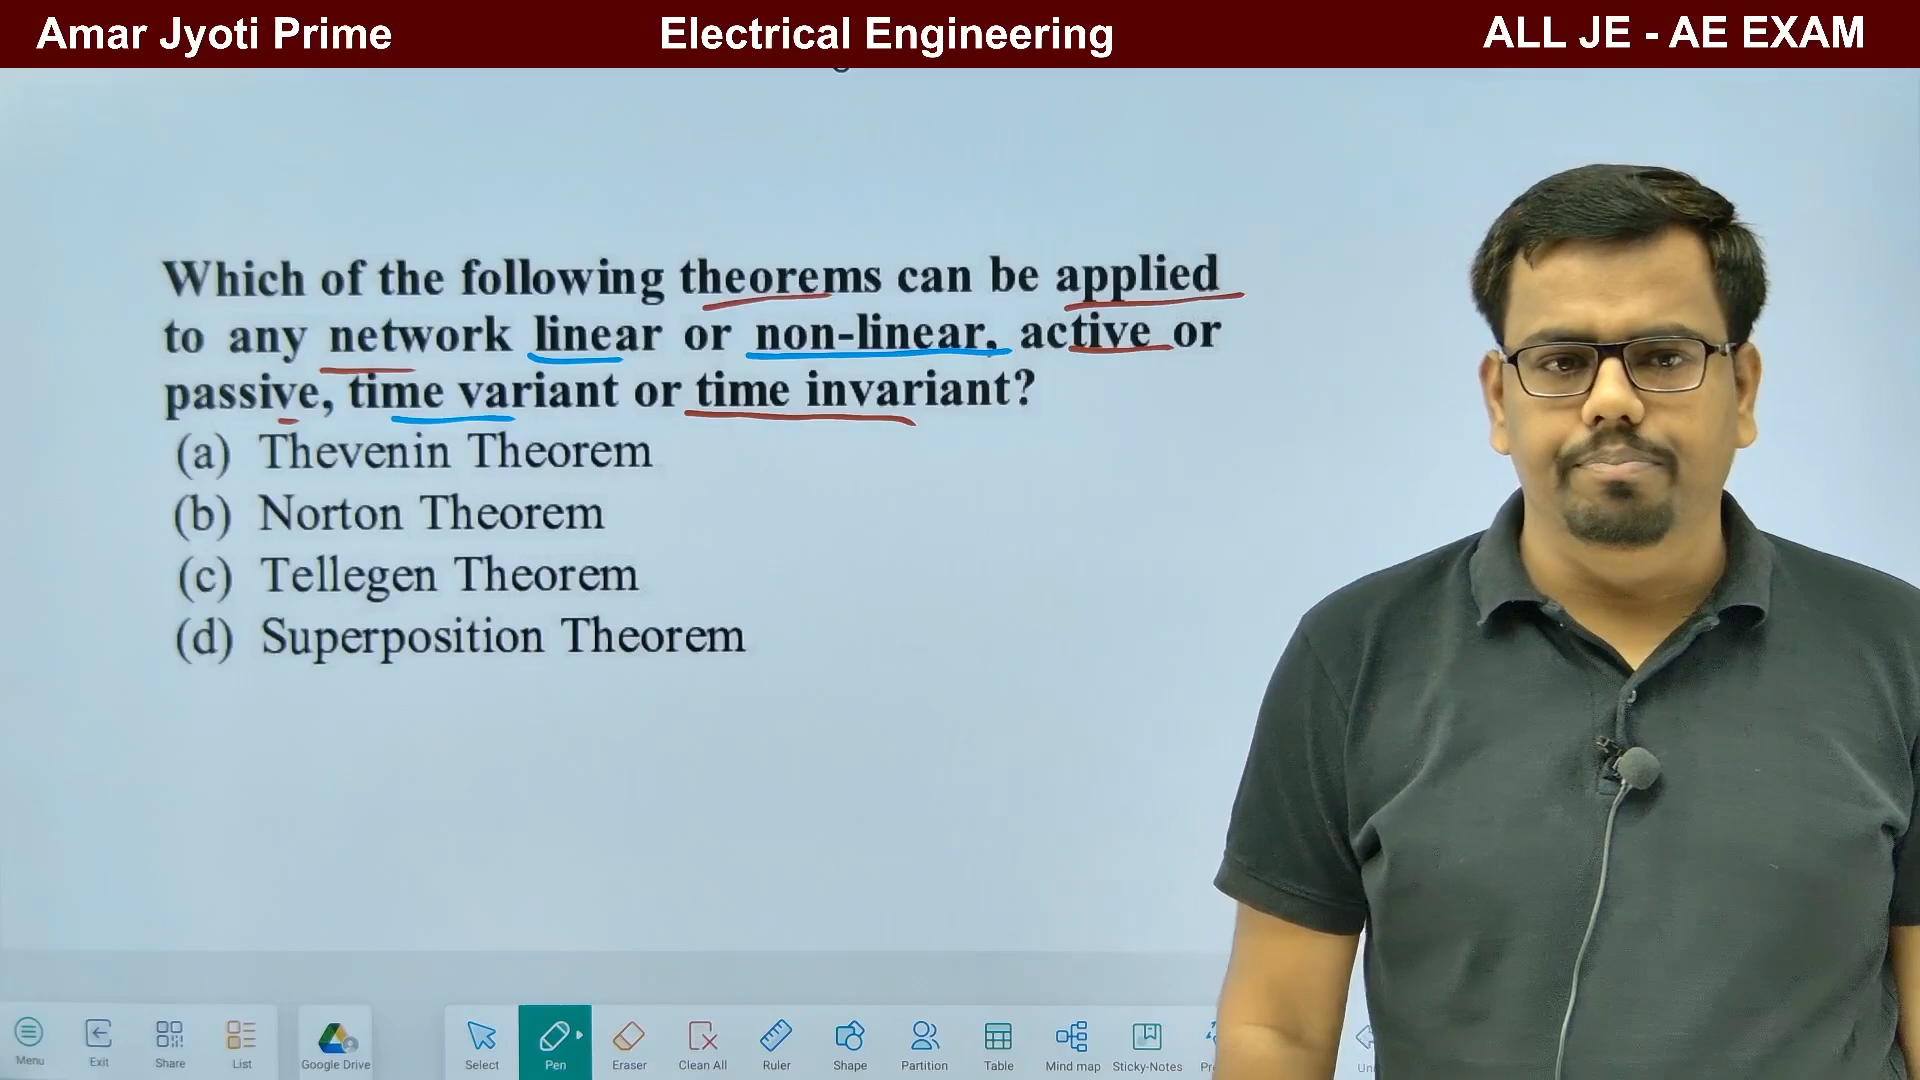 Amar Jyoti Prime
Electrical Engineering
ALL JE - AE EXAM
Which of the following theorems can be applied
to any network linear or non-linear, active or
passive, time variant or time invariant?
(a) Thevenin Theorem
(b) Norton Theorem
(c) Tellegen Theorem
(d) Superposition Theorem
Menu
Exit
Share
List
Google Drive
Select
Pen
Eraser
Clean All
Ruler
Shape
Partition
Table
Mind map
Sticky-Notes